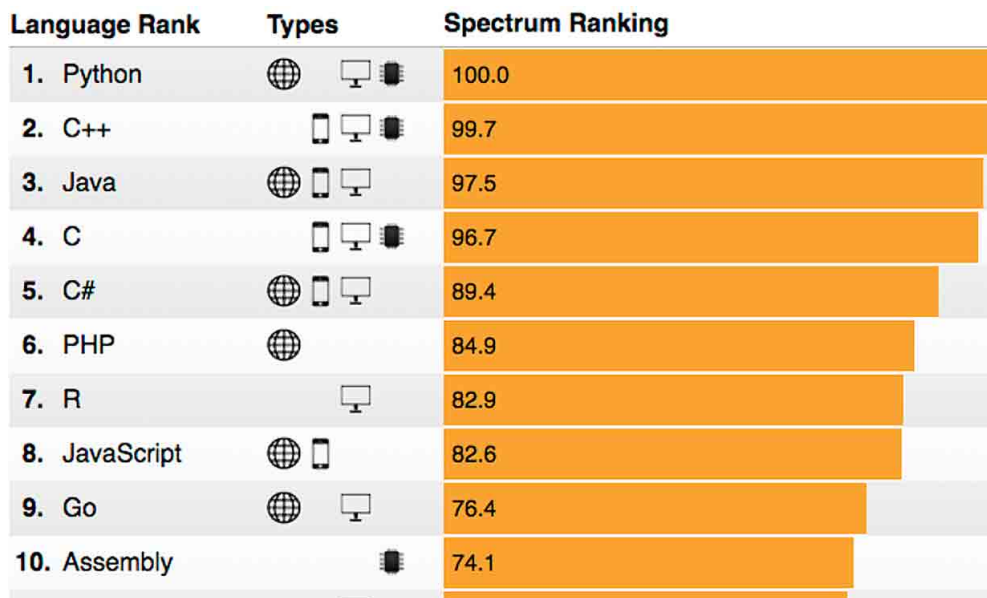 Language Rank Types Spectrum Ranking
1. Python 100.0
2. C++ 99.7
3. Java 97.5
4. C 96.7
5. C# 89.4
6. PHP 84.9
7. R 82.9
8. JavaScript 82.6
9. Go 76.4
10. Assembly 74.1